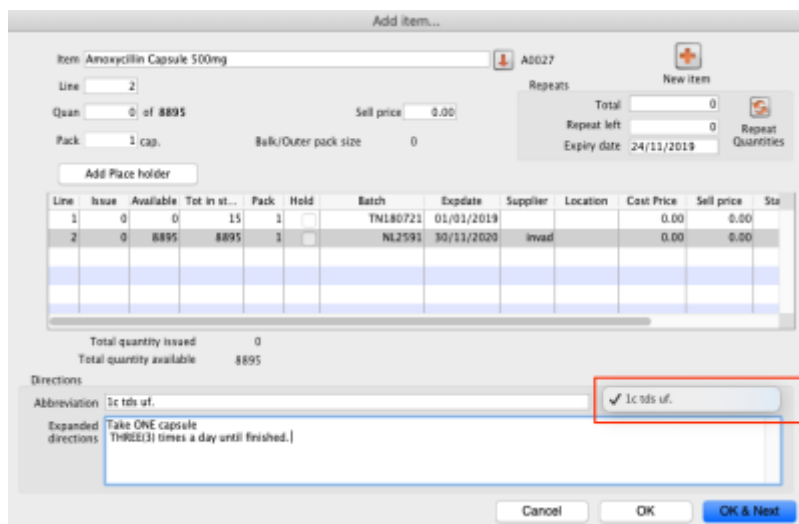 Add item...
Item Amoxycillin Capsule 500mg A0027
New item
Line 2
Repeats
Quan 0 of 8895 Sell price 0.00 Total 0
Repeat left 0
Pack 1 cap. Bulk/Outer pack size 0 Expiry date 24/11/2019
Repeat Quantities
Add Place holder
Line Issue Available Tot in st... Pack Hold Batch Expdate Supplier Location Cost Price Sell price Sta
1 0 0 15 1 TN180721 01/01/2019 0.00 0.00
2 0 8895 8895 1 NL2591 30/11/2020 invad 0.00 0.00
Total quantity issued 0
Total quantity available 8895
Directions
Abbreviation 1c tds uf. ✓ 1c tds uf.
Expanded directions Take ONE capsule
THREE(3) times a day until finished.
Cancel OK OK & Next